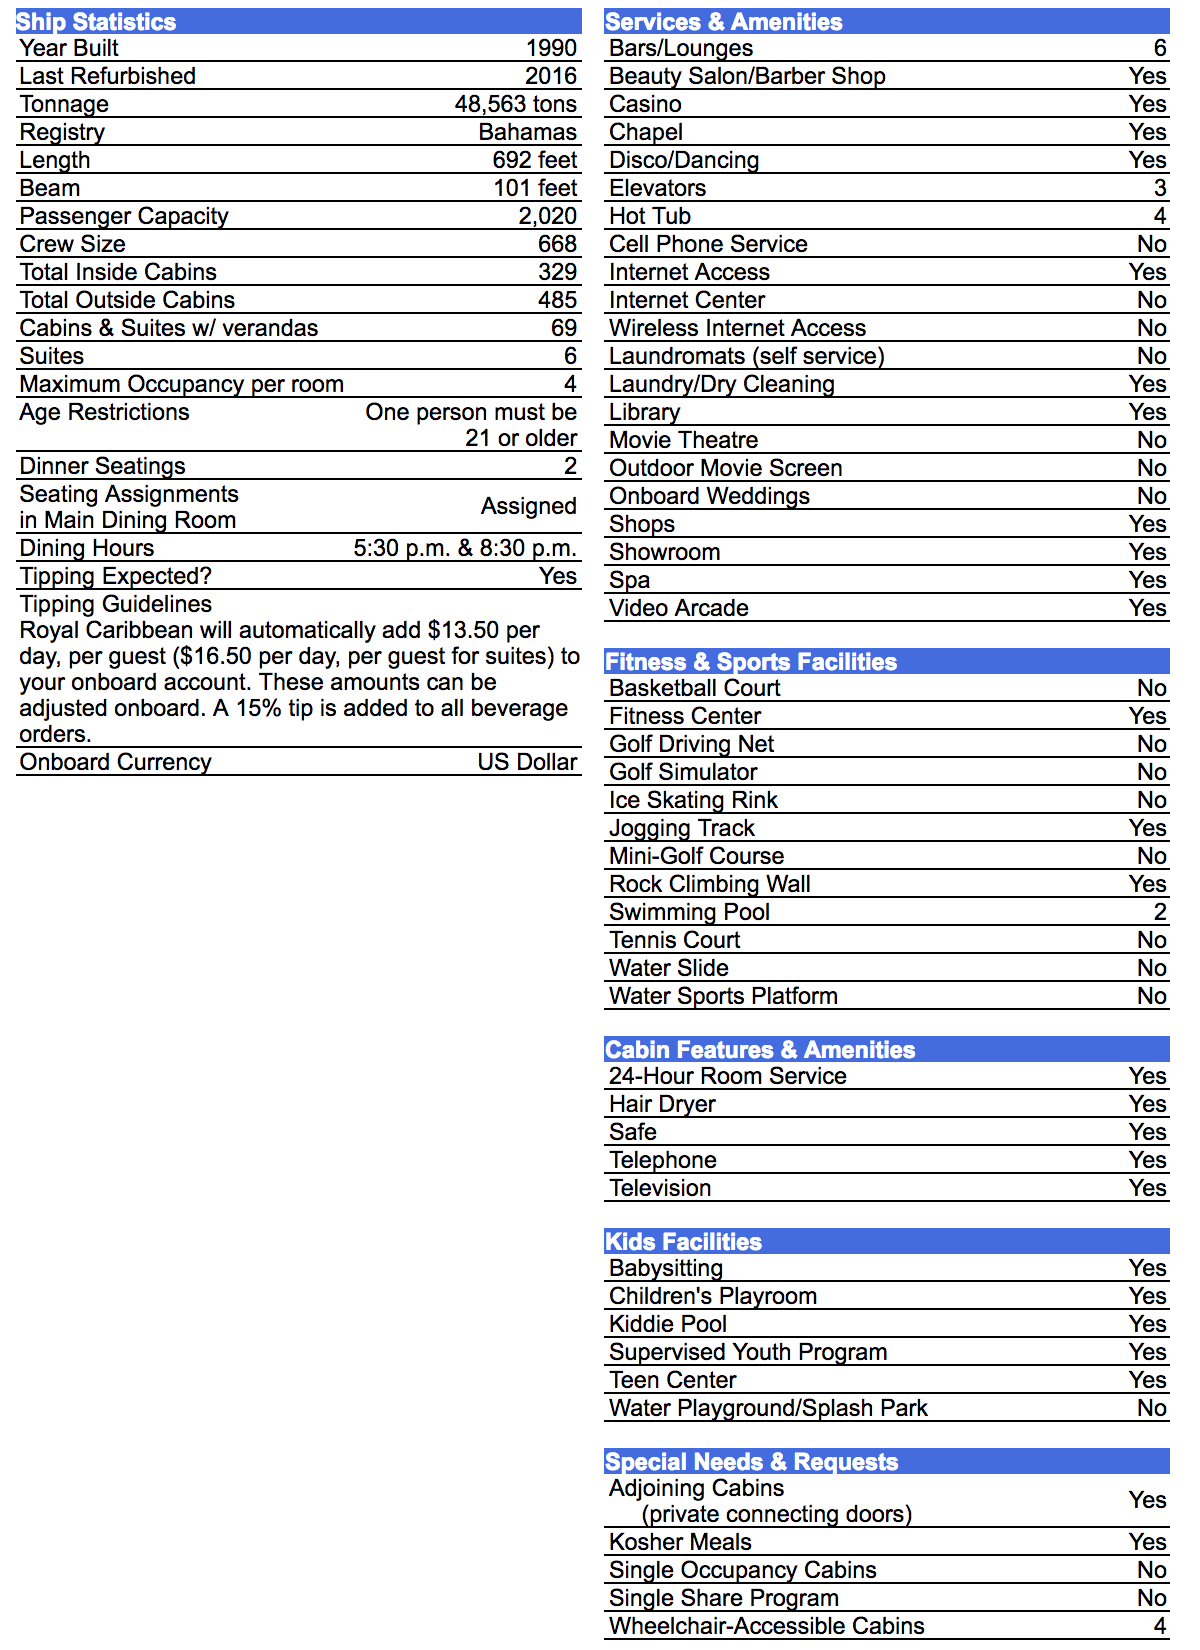 Ship Statistics
Year Built 1990
Last Refurbished 2016
Tonnage 48,563 tons
Registry Bahamas
Length 692 feet
Beam 101 feet
Passenger Capacity 2,020
Crew Size 668
Total Inside Cabins 329
Total Outside Cabins 485
Cabins & Suites w/ verandas 69
Suites 6
Maximum Occupancy per room 4
Age Restrictions One person must be
21 or older
Dinner Seatings 2
Seating Assignments
in Main Dining Room Assigned
Dining Hours 5:30 p.m. & 8:30 p.m.
Tipping Expected? Yes
Tipping Guidelines
Royal Caribbean will automatically add $13.50 per
day, per guest ($16.50 per day, per guest for suites) to
your onboard account. These amounts can be
adjusted onboard. A 15% tip is added to all beverage
orders.
Onboard Currency US Dollar
Services & Amenities
Bars/Lounges 6
Beauty Salon/Barber Shop Yes
Casino Yes
Chapel Yes
Disco/Dancing Yes
Elevators 3
Hot Tub 4
Cell Phone Service No
Internet Access Yes
Internet Center No
Wireless Internet Access No
Laundromats (self service) No
Laundry/Dry Cleaning Yes
Library Yes
Movie Theatre No
Outdoor Movie Screen No
Onboard Weddings No
Shops Yes
Showroom Yes
Spa Yes
Video Arcade Yes
Fitness & Sports Facilities
Basketball Court No
Fitness Center Yes
Golf Driving Net No
Golf Simulator No
Ice Skating Rink No
Jogging Track Yes
Mini-Golf Course No
Rock Climbing Wall Yes
Swimming Pool 2
Tennis Court No
Water Slide No
Water Sports Platform No
Cabin Features & Amenities
24-Hour Room Service Yes
Hair Dryer Yes
Safe Yes
Telephone Yes
Television Yes
Kids Facilities
Babysitting Yes
Children's Playroom Yes
Kiddie Pool Yes
Supervised Youth Program Yes
Teen Center Yes
Water Playground/Splash Park No
Special Needs & Requests
Adjoining Cabins
(private connecting doors) Yes
Kosher Meals Yes
Single Occupancy Cabins No
Single Share Program No
Wheelchair-Accessible Cabins 4